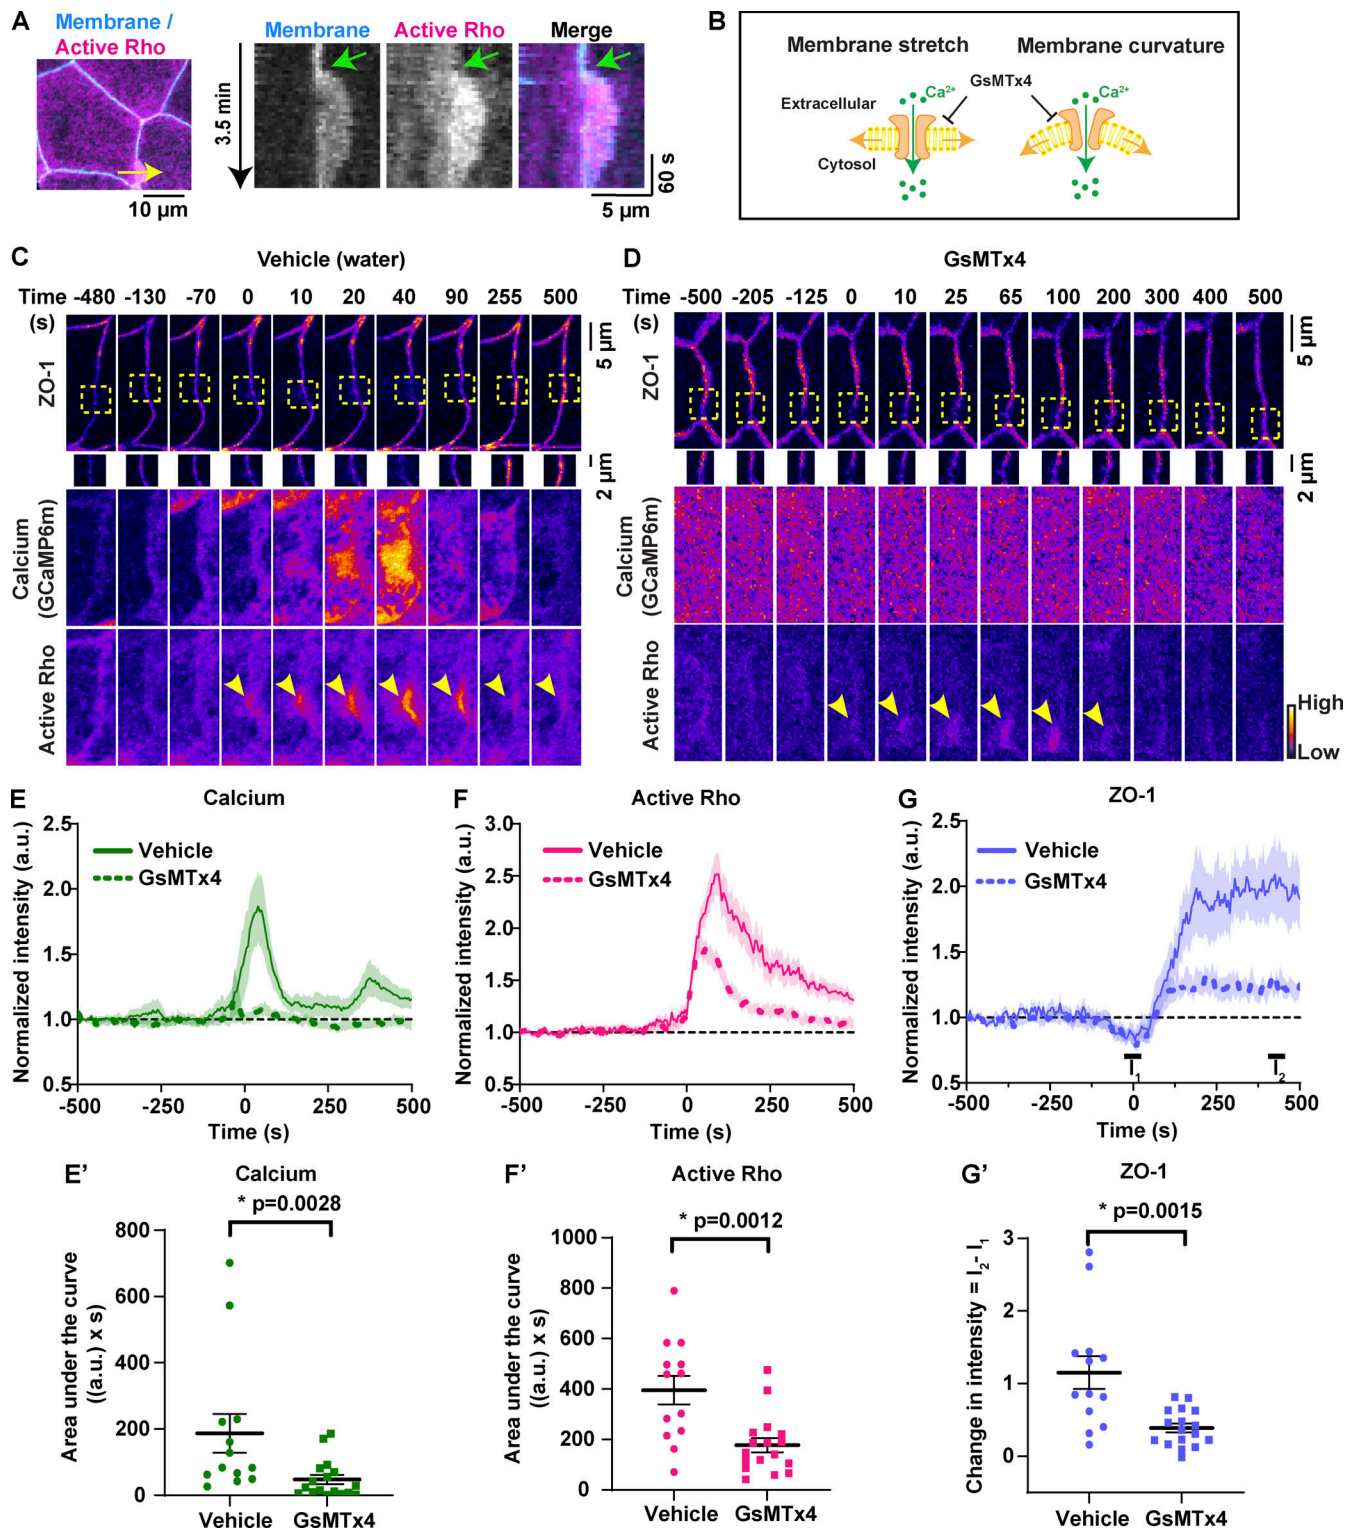 A
Membrane /
Active Rho
10 µm
3.5 min
Membrane
Active Rho
Merge
60 s
5 µm
B
Membrane stretch
Membrane curvature
GsMTx4
Ca2+
Ca2+
Extracellular
Cytosol
C
Vehicle (water)
Time
(s)
-480 -130 -70 0 10 20 40 90 255 500
ZO-1
5 µm
2 µm
Calcium
(GCaMP6m)
Active Rho
D
GsMTx4
Time
(s)
-500 -205 -125 0 10 25 65 100 200 300 400 500
ZO-1
5 µm
2 µm
Calcium
(GCaMP6m)
Active Rho
High
Low
E
Calcium
Normalized intensity (a.u.)
2.5
2.0
1.5
1.0
0.5
Vehicle
GsMTx4
-500 -250 0 250 500
Time (s)
F
Active Rho
Normalized intensity (a.u.)
3.0
2.5
2.0
1.5
1.0
0.5
Vehicle
GsMTx4
-500 -250 0 250 500
Time (s)
G
ZO-1
Normalized intensity (a.u.)
2.5
2.0
1.5
1.0
0.5
Vehicle
GsMTx4
I1
I2
-500 -250 0 250 500
Time (s)
E'
Calcium
* p=0.0028
Area under the curve
((a.u.) x s)
800
600
400
200
0
Vehicle GsMTx4
F'
Active Rho
* p=0.0012
Area under the curve
((a.u.) x s)
1000
800
600
400
200
0
Vehicle GsMTx4
G'
ZO-1
* p=0.0015
Change in intensity = I2- I1
3
2
1
0
Vehicle GsMTx4